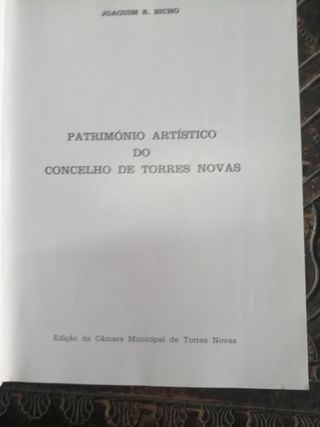 JOAQUIM R. BICHO
PATRIMÓNIO ARTÍSTICO
DO
CONCELHO DE TORRES NOVAS
Edição da Câmara Municipal de Torres Novas